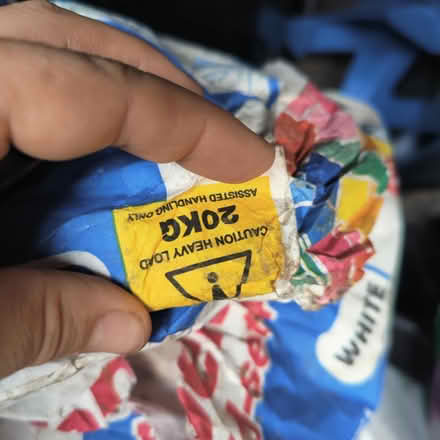 CAUTION HEAVY LOAD
20KG
ASSISTED HANDLING ONLY
WHITE